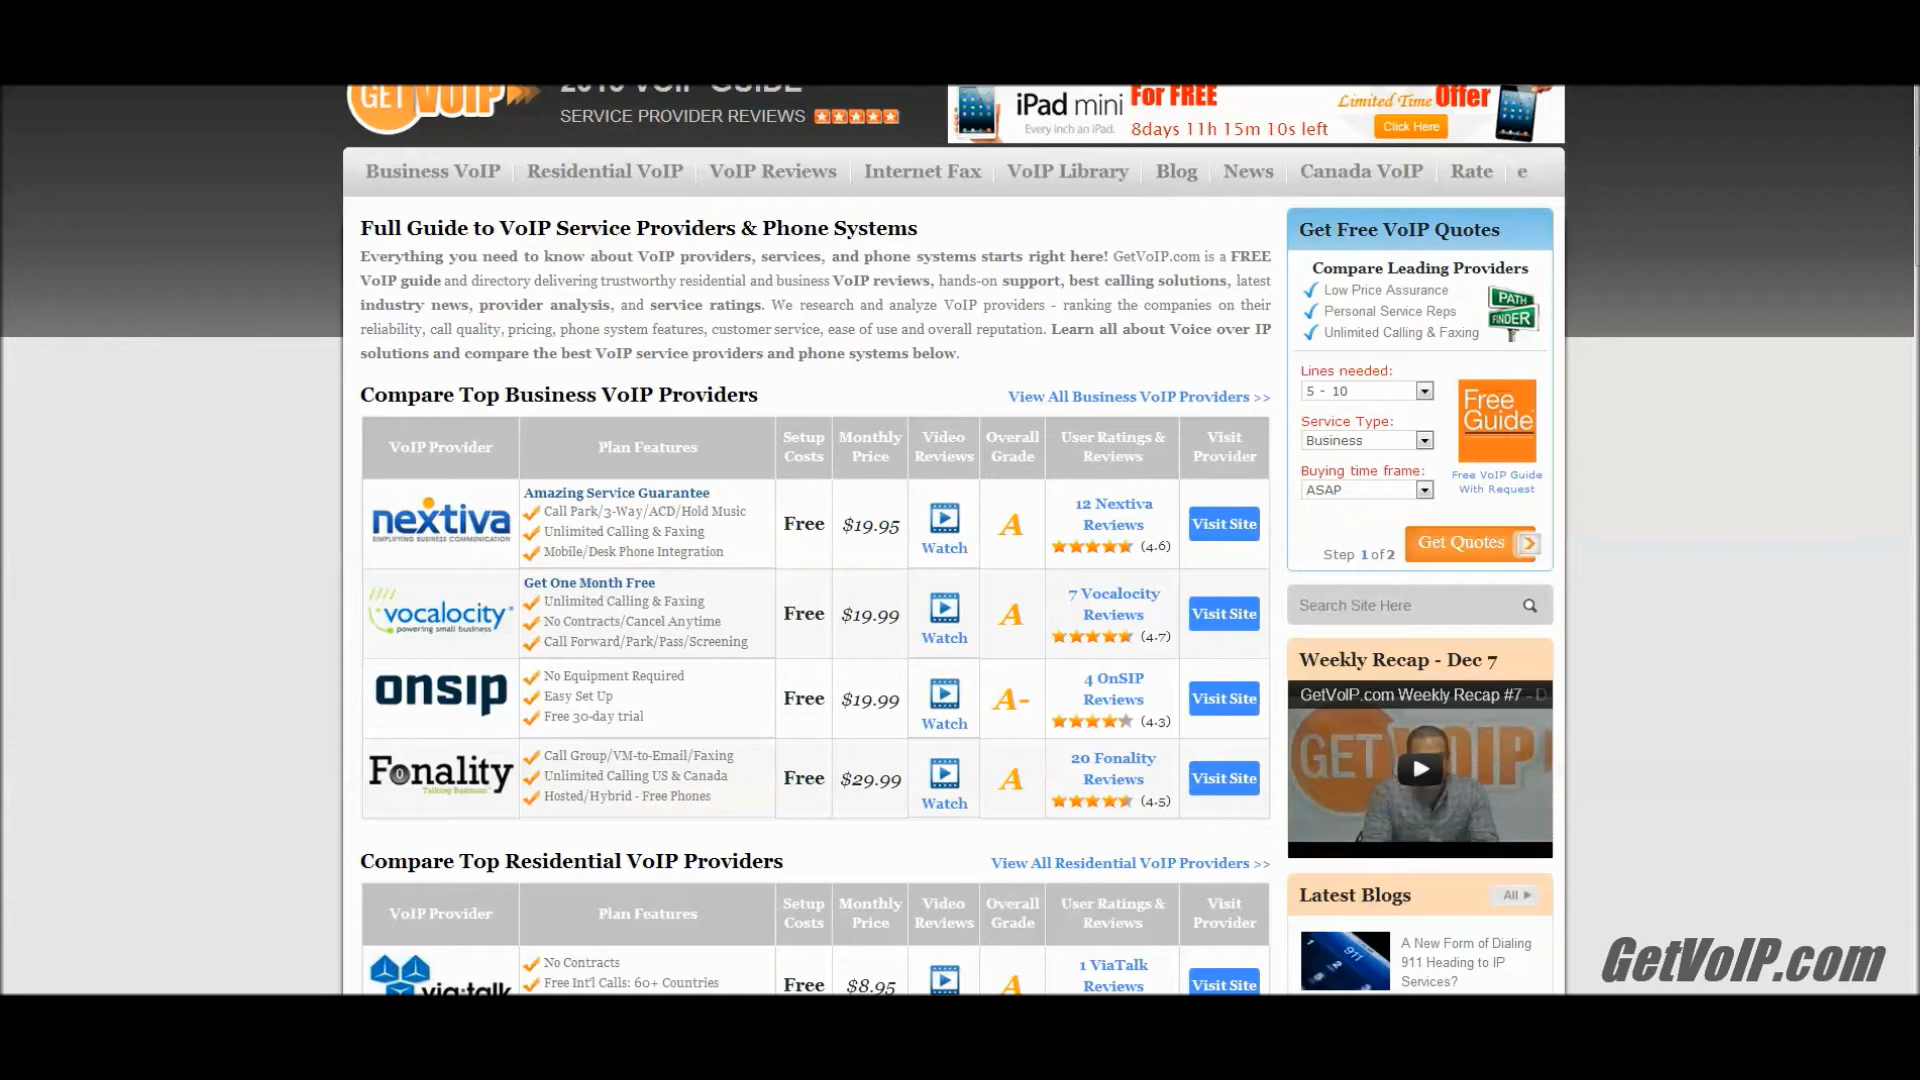 GET VOIP
2013 VOIP GUIDE
SERVICE PROVIDER REVIEWS
iPad mini For FREE
Every inch an iPad.
8days 11h 15m 10s left
Limited Time Offer
Click Here
Business VoIP Residential VoIP VoIP Reviews Internet Fax VoIP Library Blog News Canada VoIP Rate e
Full Guide to VoIP Service Providers & Phone Systems
Everything you need to know about VoIP providers, services, and phone systems starts right here! GetVoIP.com is a FREE
VoIP guide and directory delivering trustworthy residential and business VoIP reviews, hands-on support, best calling solutions, latest
industry news, provider analysis, and service ratings. We research and analyze VoIP providers - ranking the companies on their
reliability, call quality, pricing, phone system features, customer service, ease of use and overall reputation. Learn all about Voice over IP
solutions and compare the best VoIP service providers and phone systems below.
Compare Top Business VoIP Providers
View All Business VoIP Providers >>
VoIP Provider Plan Features Setup Costs Monthly Price Video Reviews Overall Grade User Ratings & Reviews Visit Provider
nextiva
SIMPLIFYING BUSINESS COMMUNICATION
Amazing Service Guarantee
Call Park/3-Way/ACD/Hold Music
Unlimited Calling & Faxing
Mobile/Desk Phone Integration
Free
$19.95
Watch
A
12 Nextiva
Reviews
(4.6)
Visit Site
vocalocity
powering small business
Get One Month Free
Unlimited Calling & Faxing
No Contracts/Cancel Anytime
Call Forward/Park/Pass/Screening
Free
$19.99
Watch
A
7 Vocalocity
Reviews
(4.7)
Visit Site
onsip
No Equipment Required
Easy Set Up
Free 30-day trial
Free
$19.99
Watch
A-
4 OnSIP
Reviews
(4.3)
Visit Site
Fonality
Talking Business
Call Group/VM-to-Email/Faxing
Unlimited Calling US & Canada
Hosted/Hybrid - Free Phones
Free
$29.99
Watch
A
20 Fonality
Reviews
(4.5)
Visit Site
Compare Top Residential VoIP Providers
View All Residential VoIP Providers >>
VoIP Provider Plan Features Setup Costs Monthly Price Video Reviews Overall Grade User Ratings & Reviews Visit Provider
via:talk
No Contracts
Free Int'l Calls: 60+ Countries
Free
$8.95
A
1 ViaTalk
Reviews
Visit Site
Get Free VoIP Quotes
Compare Leading Providers
Low Price Assurance
Personal Service Reps
Unlimited Calling & Faxing
PATH
FINDER
Lines needed:
5 - 10
Service Type:
Business
Buying time frame:
ASAP
Free
Guide
Free VoIP Guide
With Request
Step 1 of 2
Get Quotes
Search Site Here
Weekly Recap - Dec 7
GetVoIP.com Weekly Recap #7 - D
GET VOIP
Latest Blogs
All
A New Form of Dialing
911 Heading to IP
Services?
GetVoIP.com